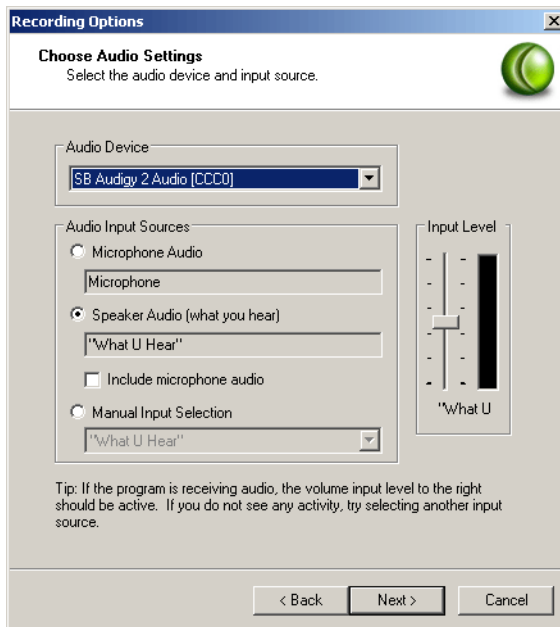 Recording Options
Choose Audio Settings
Select the audio device and input source.
Audio Device
SB Audigy 2 Audio [CCC0]
Audio Input Sources
Input Level
Microphone Audio
Microphone
Speaker Audio (what you hear)
"What U Hear"
Include microphone audio
Manual Input Selection
"What U
"What U Hear"
Tip: If the program is receiving audio, the volume input level to the right
should be active. If you do not see any activity, try selecting another input
source.
< Back
Next >
Cancel